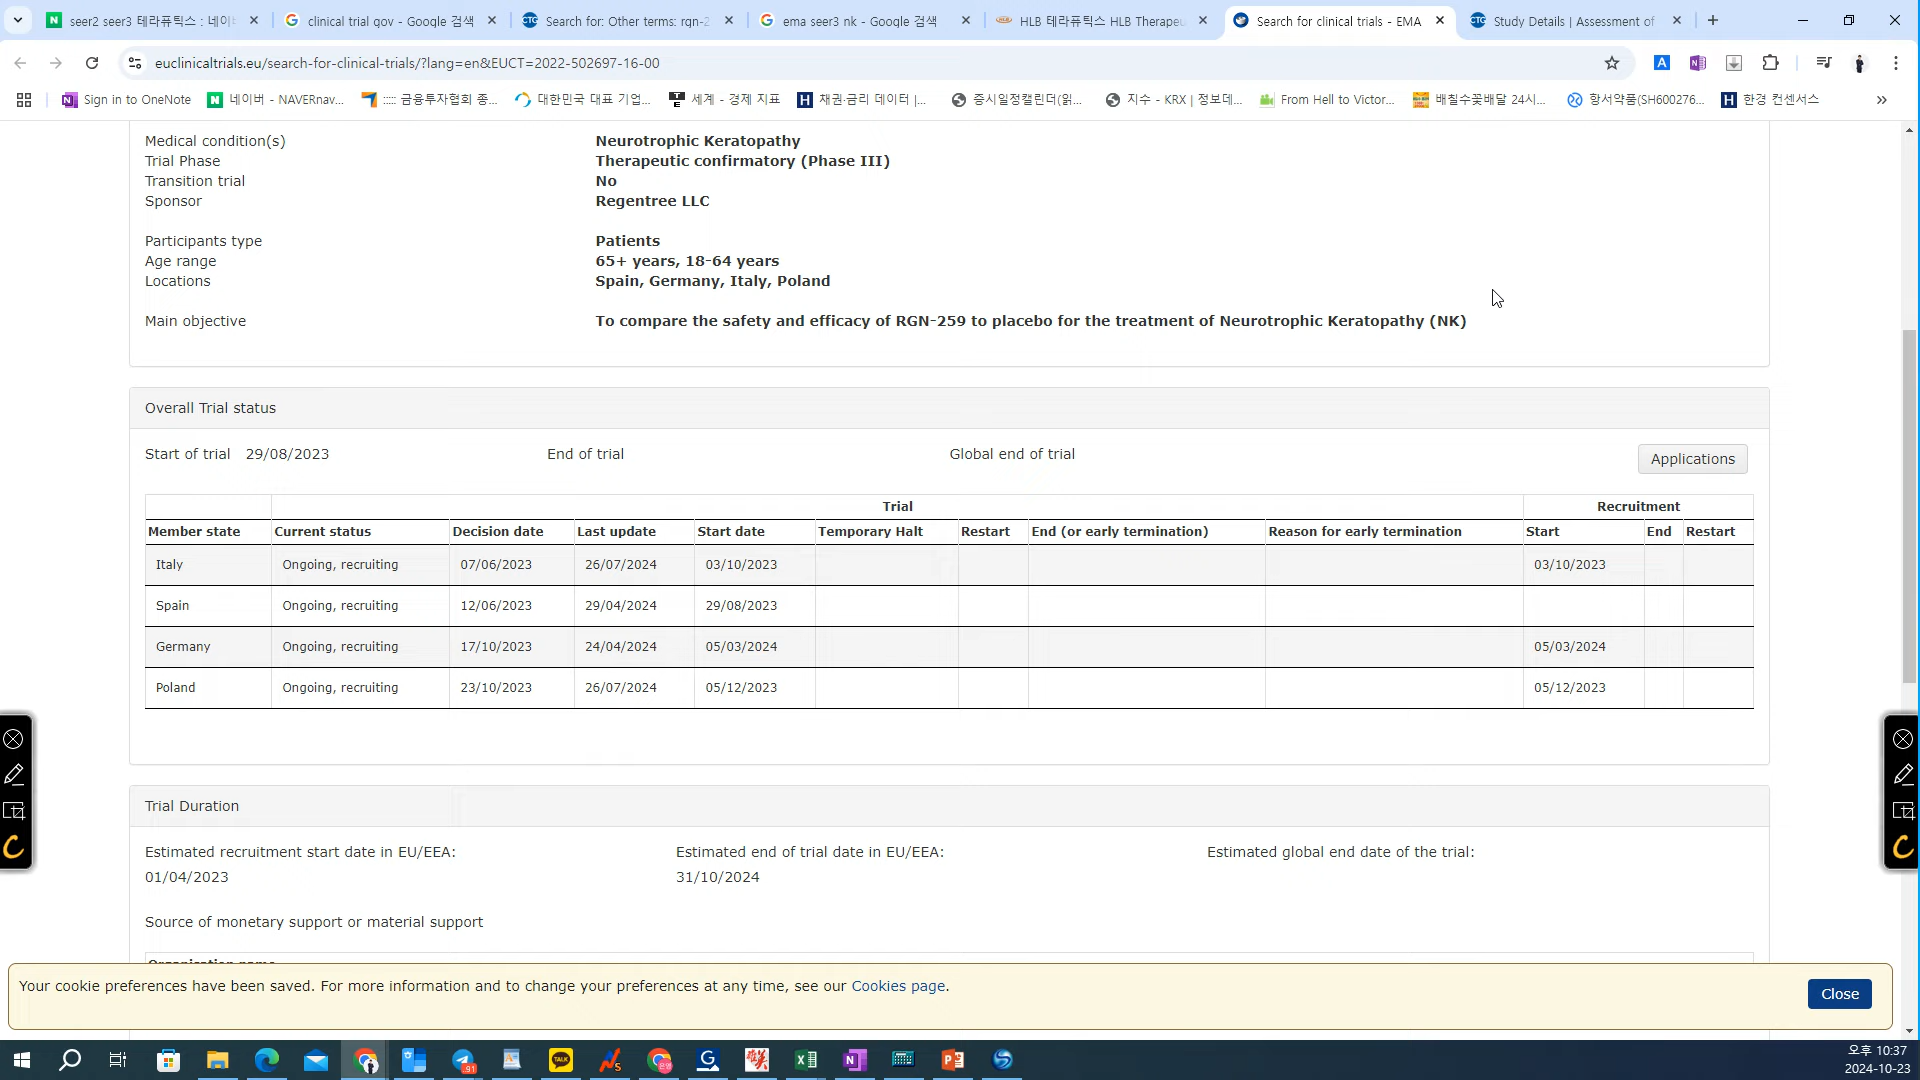 seer2 seer3 테라퓨틱스 : 네이
clinical trial gov - Google 검색
Search for: Other terms: rgn-2
ema seer3 nk - Google 검색
HLB 테라퓨틱스 HLB Therapeu
Search for clinical trials - EMA
Study Details | Assessment of
euclinicaltrials.eu/search-for-clinical-trials/?lang=en&EUCT=2022-502697-16-00
Sign in to OneNote
네이버 - NAVERnav...
::::: 금융투자협회 종...
대한민국 대표 기업...
세계 - 경제 지표
채권·금리 데이터 |...
증시일정캘린더(읽...
지수 - KRX | 정보데...
From Hell to Victor...
배칠수꽃배달 24시...
항서약품(SH600276...
한경 컨센서스
Medical condition(s) Neurotrophic Keratopathy
Trial Phase Therapeutic confirmatory (Phase III)
Transition trial No
Sponsor Regentree LLC
Participants type Patients
Age range 65+ years, 18-64 years
Locations Spain, Germany, Italy, Poland
Main objective To compare the safety and efficacy of RGN-259 to placebo for the treatment of Neurotrophic Keratopathy (NK)
Overall Trial status
Start of trial 29/08/2023 End of trial Global end of trial Applications
Trial Recruitment
Member state Current status Decision date Last update Start date Temporary Halt Restart End (or early termination) Reason for early termination Start End Restart
Italy Ongoing, recruiting 07/06/2023 26/07/2024 03/10/2023 03/10/2023
Spain Ongoing, recruiting 12/06/2023 29/04/2024 29/08/2023
Germany Ongoing, recruiting 17/10/2023 24/04/2024 05/03/2024 05/03/2024
Poland Ongoing, recruiting 23/10/2023 26/07/2024 05/12/2023 05/12/2023
Trial Duration
Estimated recruitment start date in EU/EEA: Estimated end of trial date in EU/EEA: Estimated global end date of the trial:
01/04/2023 31/10/2024
Source of monetary support or material support
Organisation name
Your cookie preferences have been saved. For more information and to change your preferences at any time, see our Cookies page.
Close
TALK
91
오후 10:37
2024-10-23